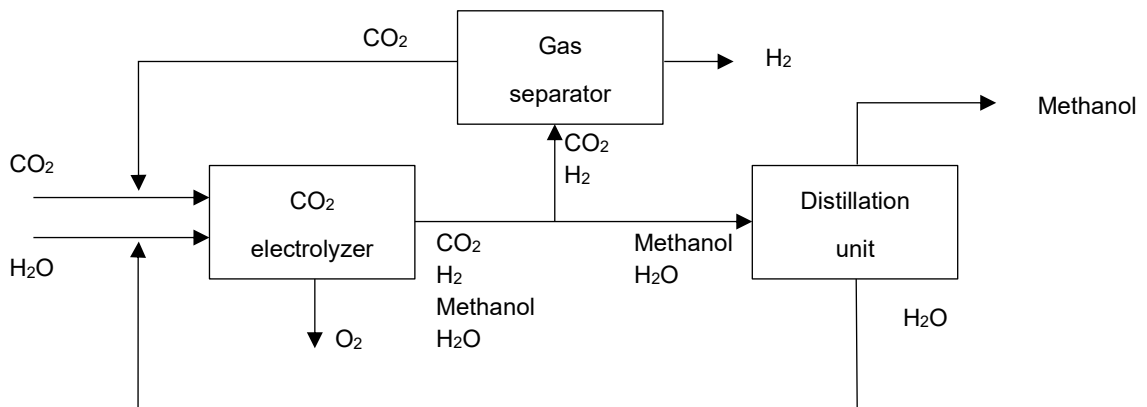 CO₂
Gas
separator
H₂
Methanol
CO₂
H₂
CO₂
H₂O
CO₂
electrolyzer
O₂
CO₂
H₂
Methanol
H₂O
Methanol
H₂O
Distillation
unit
H₂O